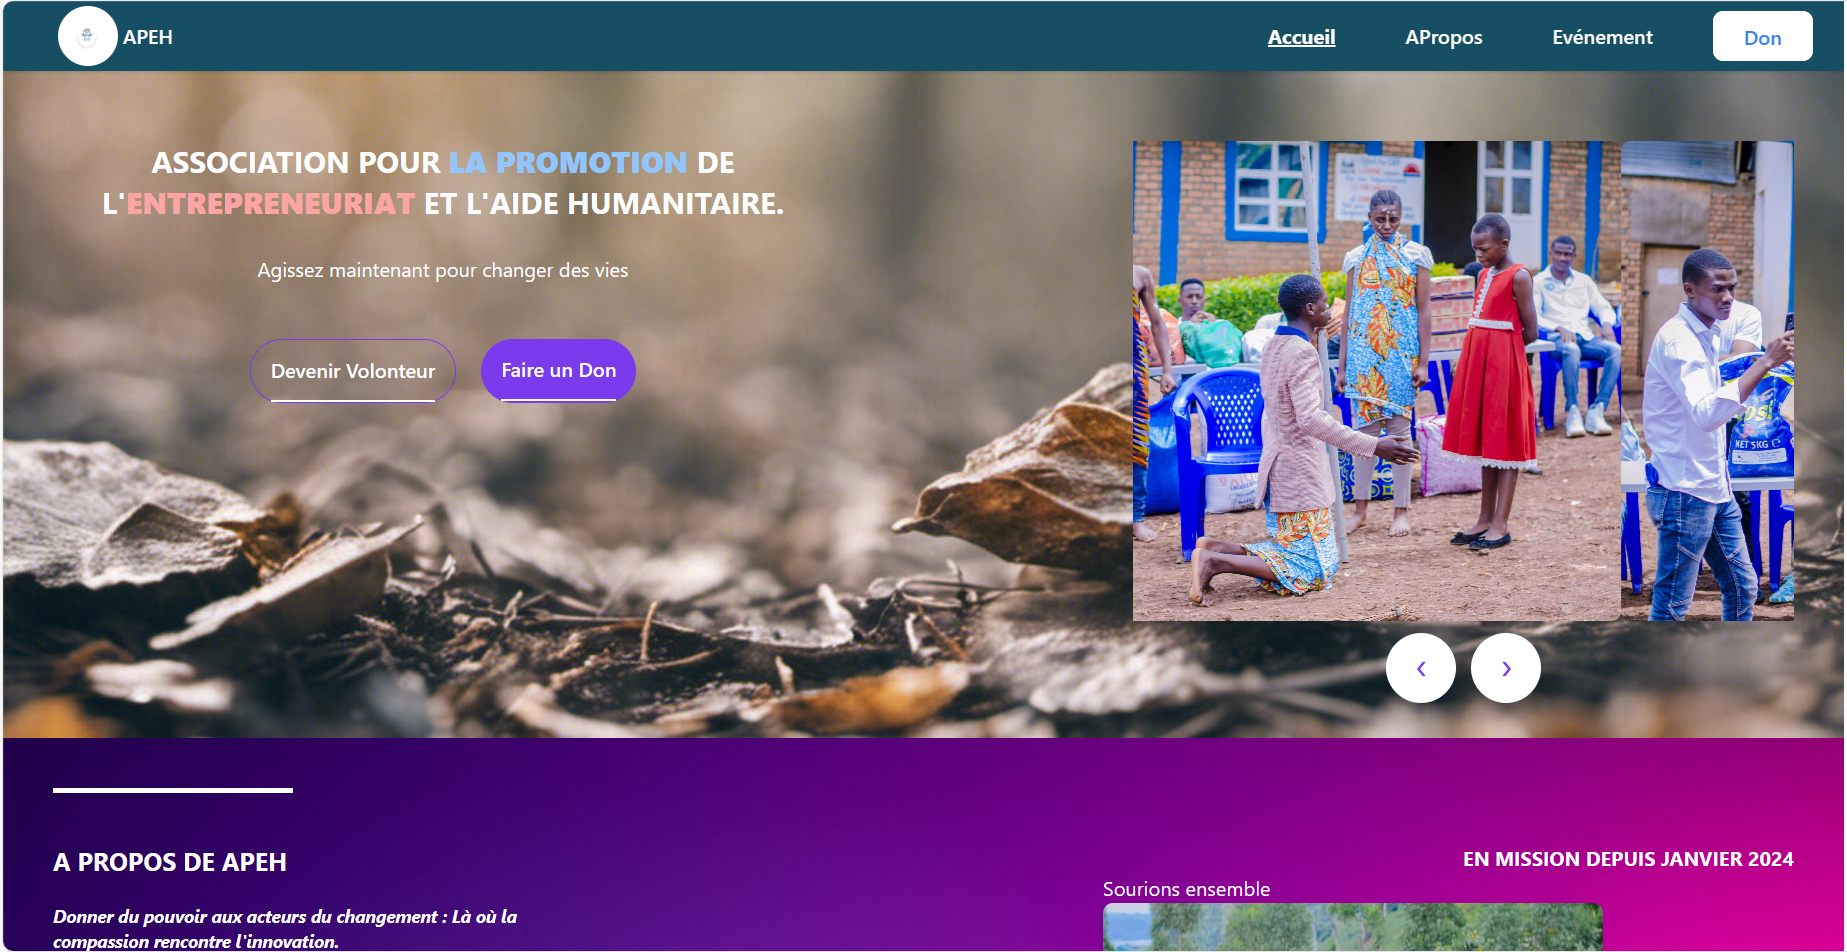 APEH
Accueil
APropos
Evénement
Don
ASSOCIATION POUR LA PROMOTION DE
L'ENTREPRENEURIAT ET L'AIDE HUMANITAIRE.
Agissez maintenant pour changer des vies
Devenir Volonteur
Faire un Don
NET 5KG
A PROPOS DE APEH
Donner du pouvoir aux acteurs du changement : Là où la
compassion rencontre l'innovation.
EN MISSION DEPUIS JANVIER 2024
Sourions ensemble